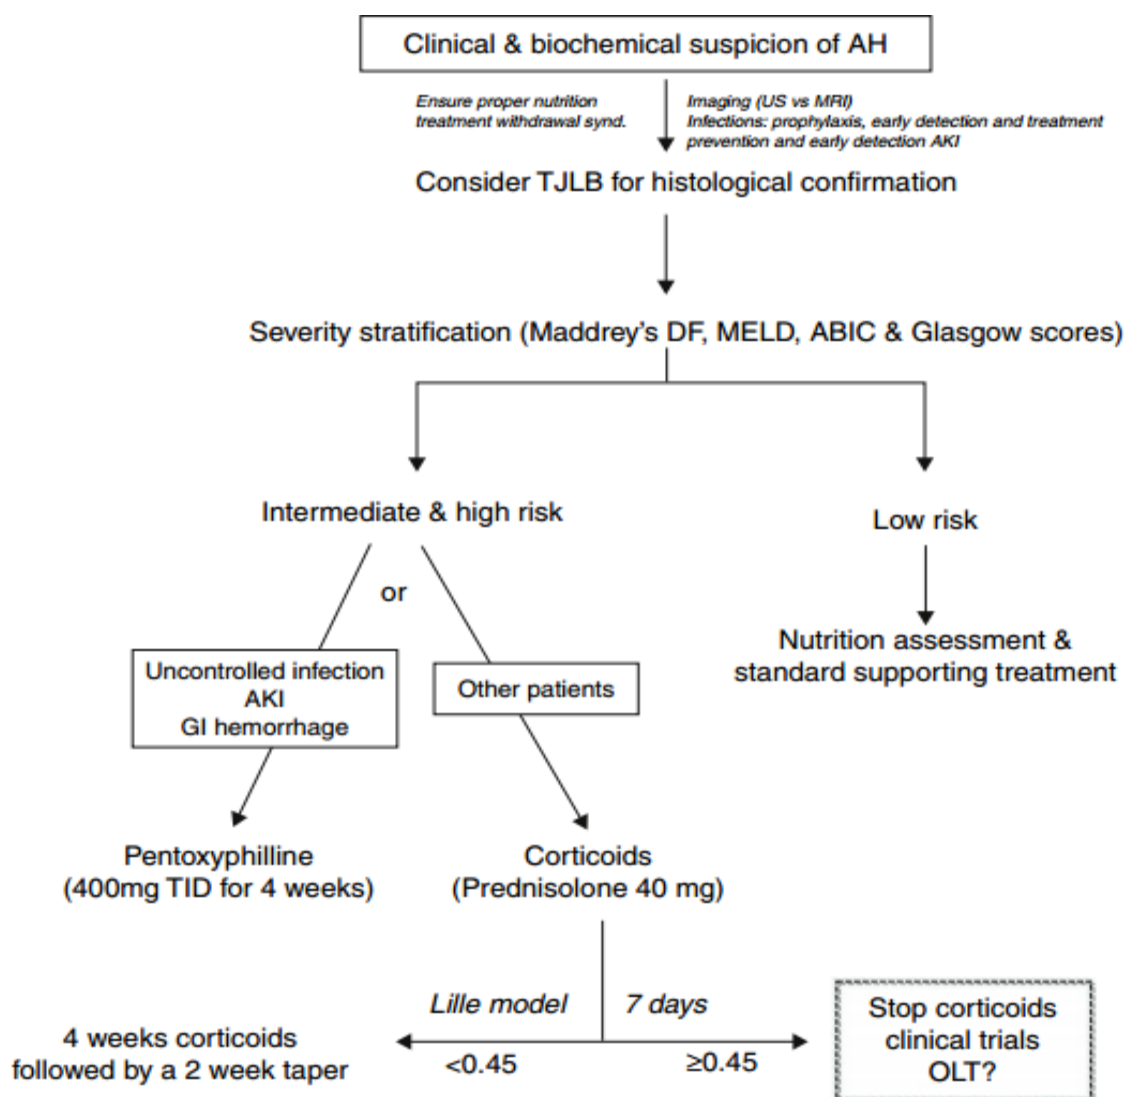 Clinical & biochemical suspicion of AH
Ensure proper nutrition
treatment withdrawal synd.
Imaging (US vs MRI)
Infections: prophylaxis, early detection and treatment
prevention and early detection AKI
Consider TJLB for histological confirmation
Severity stratification (Maddrey's DF, MELD, ABIC & Glasgow scores)
Intermediate & high risk
Low risk
or
Nutrition assessment &
standard supporting treatment
Uncontrolled infection
AKI
GI hemorrhage
Other patients
Pentoxyphilline
(400mg TID for 4 weeks)
Corticoids
(Prednisolone 40 mg)
Lille model
7 days
4 weeks corticoids
followed by a 2 week taper
<0.45
≥0.45
Stop corticoids
clinical trials
OLT?